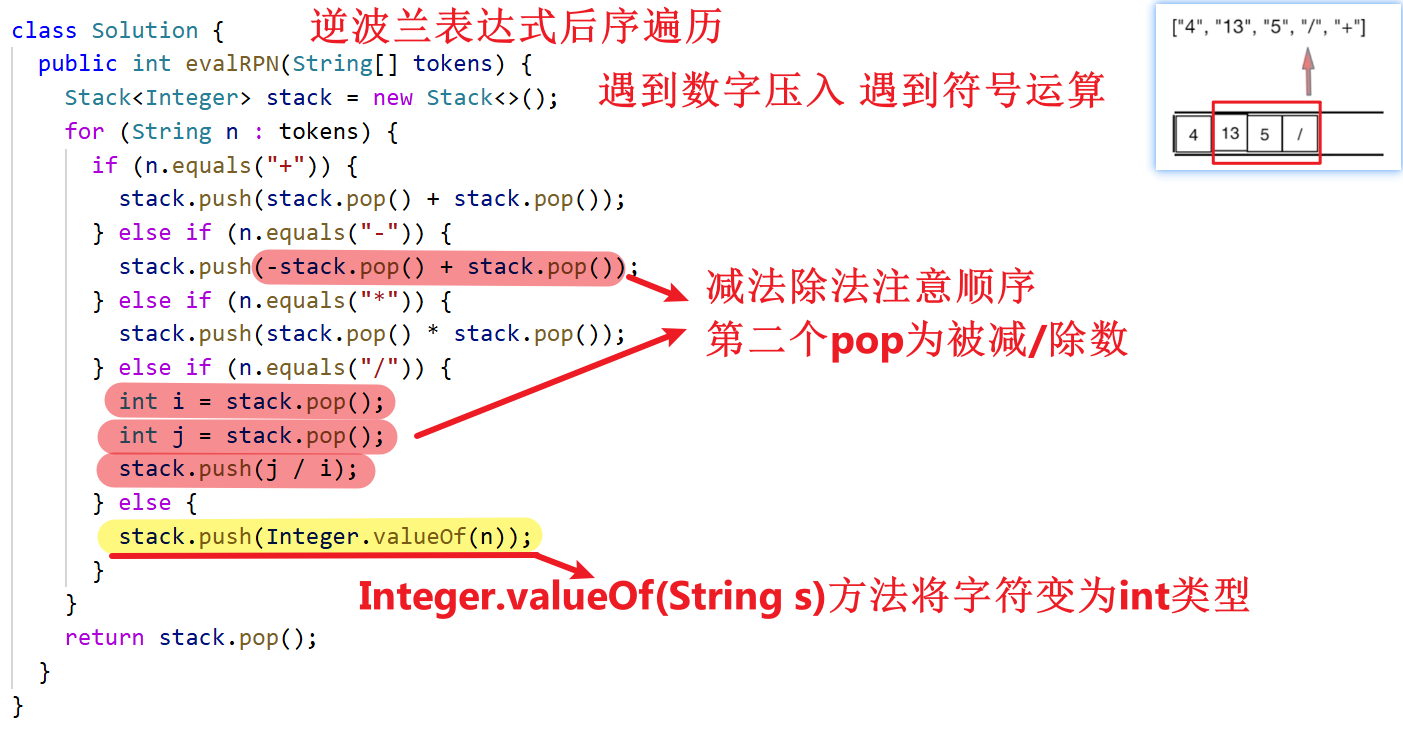 class Solution {
逆波兰表达式后序遍历
["4", "13", "5", "/", "+"]
public int evalRPN(String[] tokens) {
Stack<Integer> stack = new Stack<>();
遇到数字压入 遇到符号运算
for (String n : tokens) {
4 13 5 /
if (n.equals("+")) {
stack.push(stack.pop() + stack.pop());
} else if (n.equals("-")) {
stack.push(-stack.pop() + stack.pop());
减法除法注意顺序
} else if (n.equals("*")) {
stack.push(stack.pop() * stack.pop());
第二个pop为被减/除数
} else if (n.equals("/")) {
int i = stack.pop();
int j = stack.pop();
stack.push(j / i);
} else {
stack.push(Integer.valueOf(n));
}
Integer.valueOf(String s)方法将字符变为int类型
}
return stack.pop();
}
}